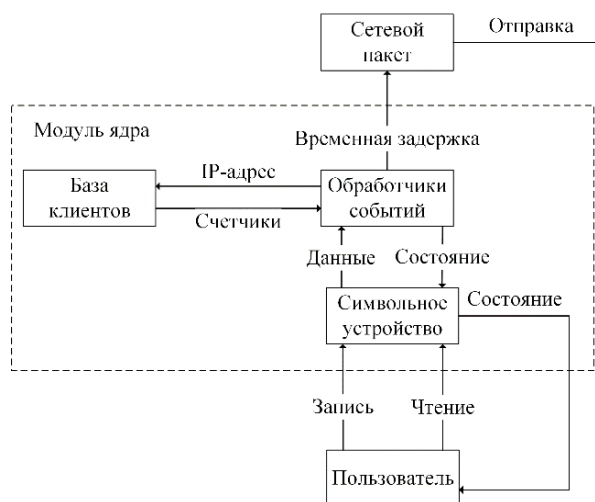 Сетевой
пакет
Отправка
Модуль ядра
Временная задержка
База
клиентов
IP-адрес
Счетчики
Обработчики
событий
Данные
Состояние
Символьное
устройство
Состояние
Запись
Чтение
Пользователь